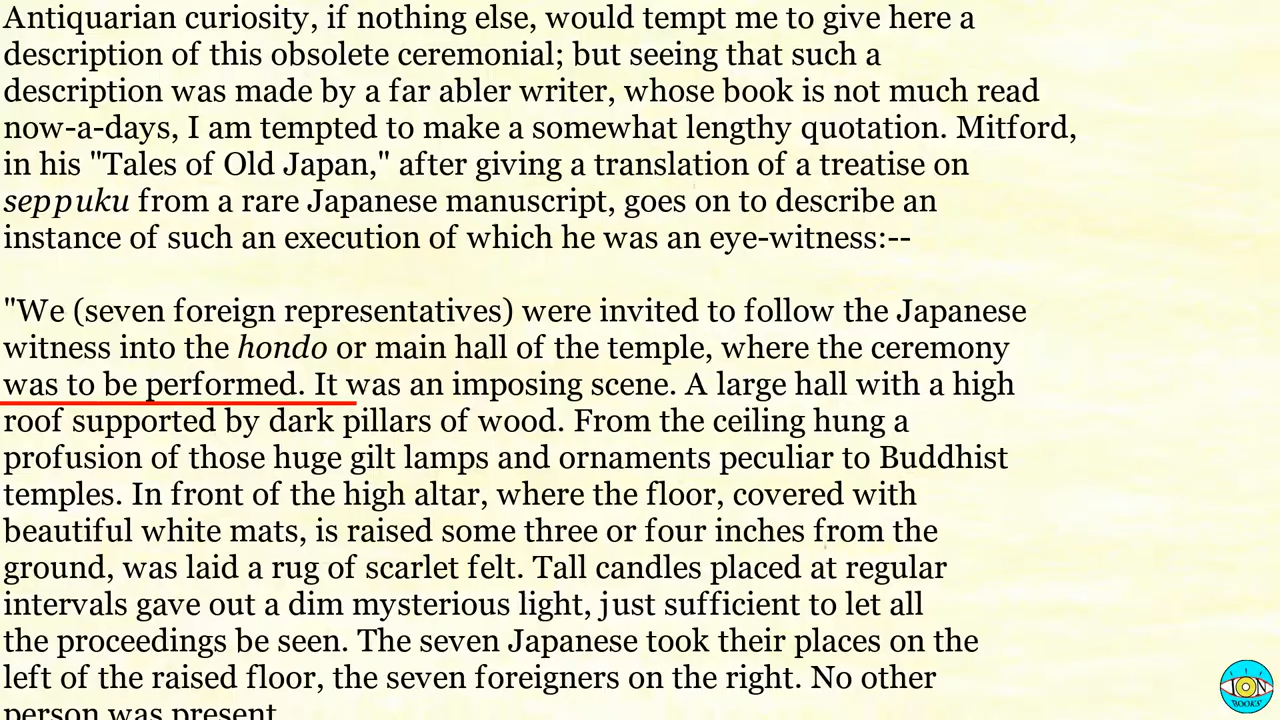 Antiquarian curiosity, if nothing else, would tempt me to give here a
description of this obsolete ceremonial; but seeing that such a
description was made by a far abler writer, whose book is not much read
now-a-days, I am tempted to make a somewhat lengthy quotation. Mitford,
in his "Tales of Old Japan," after giving a translation of a treatise on
seppuku from a rare Japanese manuscript, goes on to describe an
instance of such an execution of which he was an eye-witness:--
"We (seven foreign representatives) were invited to follow the Japanese
witness into the hondo or main hall of the temple, where the ceremony
was to be performed. It was an imposing scene. A large hall with a high
roof supported by dark pillars of wood. From the ceiling hung a
profusion of those huge gilt lamps and ornaments peculiar to Buddhist
temples. In front of the high altar, where the floor, covered with
beautiful white mats, is raised some three or four inches from the
ground, was laid a rug of scarlet felt. Tall candles placed at regular
intervals gave out a dim mysterious light, just sufficient to let all
the proceedings be seen. The seven Japanese took their places on the
left of the raised floor, the seven foreigners on the right. No other
person was present.
ION
BOOKS